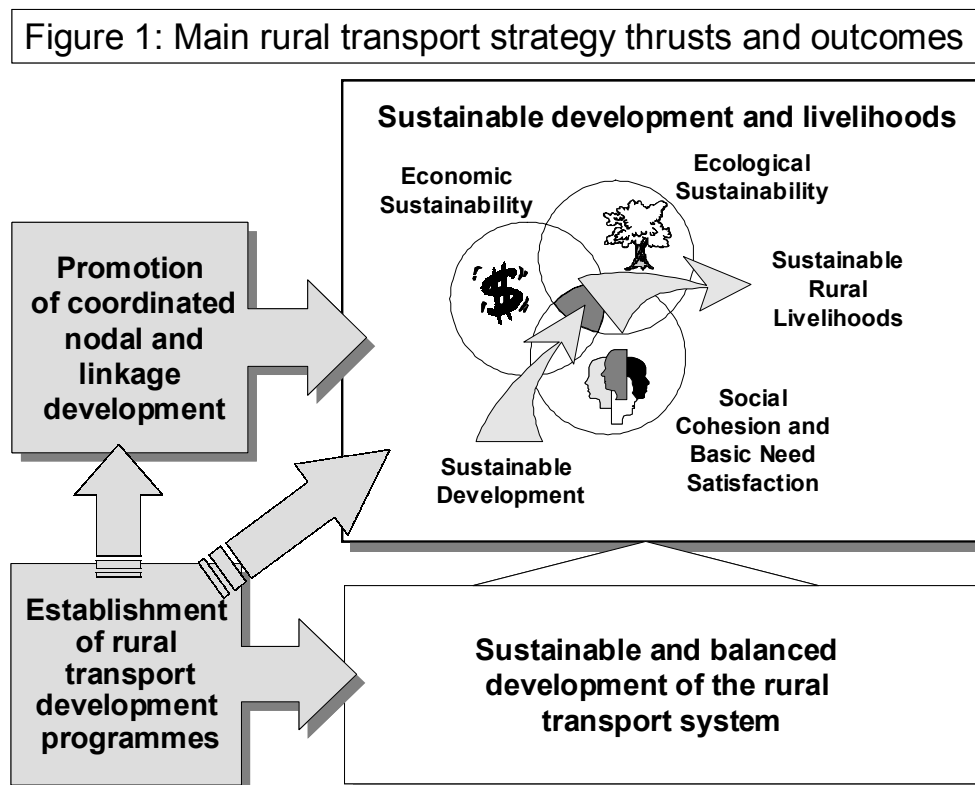 Figure 1: Main rural transport strategy thrusts and outcomes
Sustainable development and livelihoods
Economic
Sustainability
Ecological
Sustainability
$
Sustainable
Rural
Livelihoods
Social
Cohesion and
Basic Need
Satisfaction
Sustainable
Development
Promotion
of coordinated
nodal and
linkage
development
Establishment
of rural
transport
development
programmes
Sustainable and balanced
development of the rural
transport system